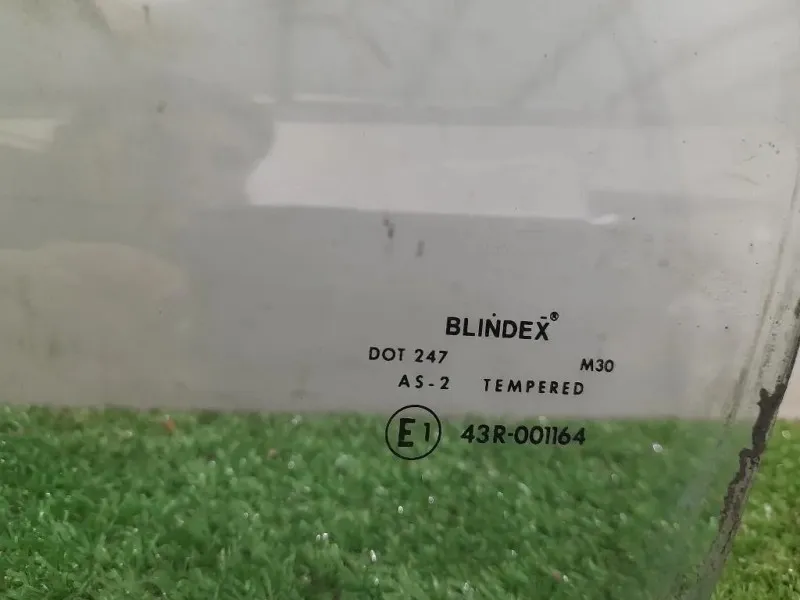 BLINDEX®
DOT 247 M30
AS-2 TEMPERED
E1 43R-001164